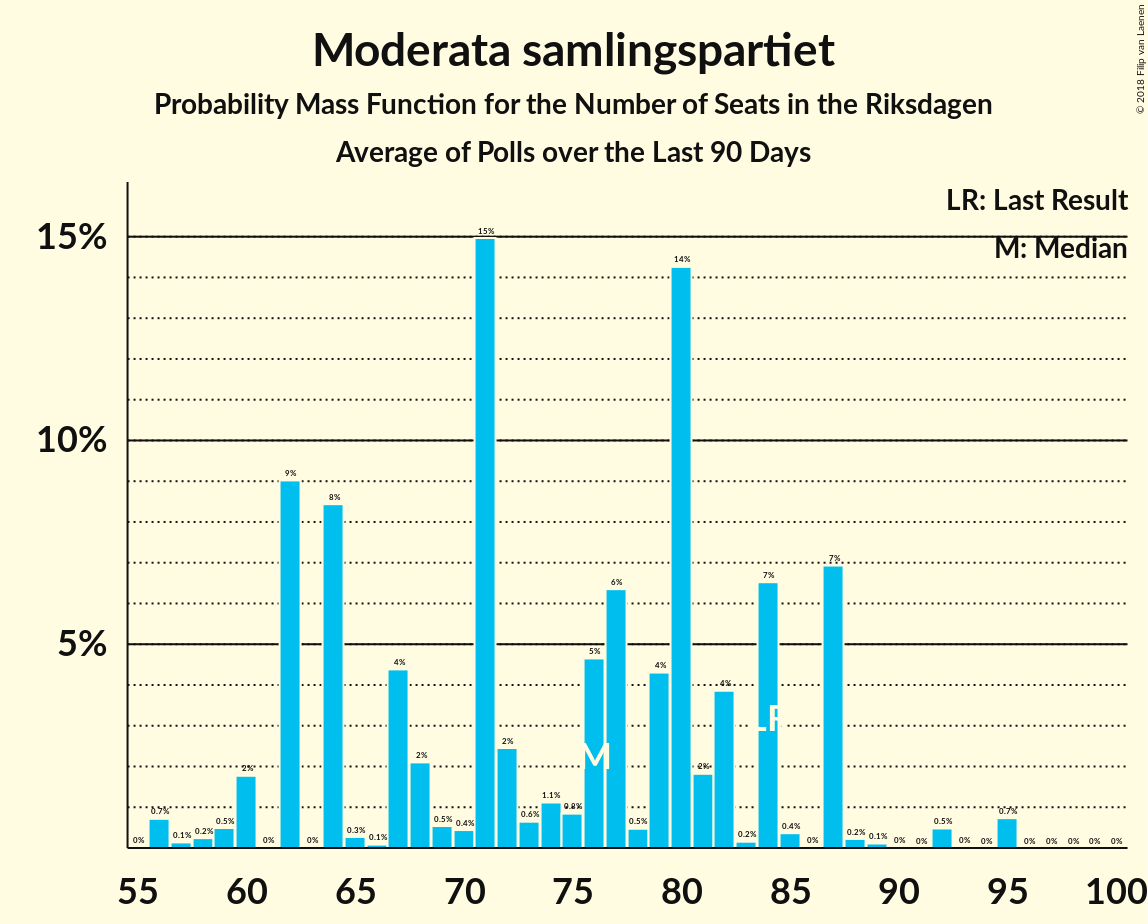 Moderata samlingspartiet
Probability Mass Function for the Number of Seats in the Riksdagen
Average of Polls over the Last 90 Days
© 2018 Filip van Laenen
LR: Last Result
M: Median
15%
10%
5%
0% 0.7% 0.1% 0.2% 0.5% 2% 0% 9% 0% 8% 0.3% 0.1% 4% 2% 0.5% 0.4% 15% 2% 0.6% 1.1% 0.8% 5% 6% 0.5% 4% 14% 2% 4% 0.2% 7% 0.4% 0% 7% 0.2% 0.1% 0% 0% 0.5% 0% 0% 0.7% 0% 0% 0% 0% 0%
LR
M
55 60 65 70 75 80 85 90 95 100